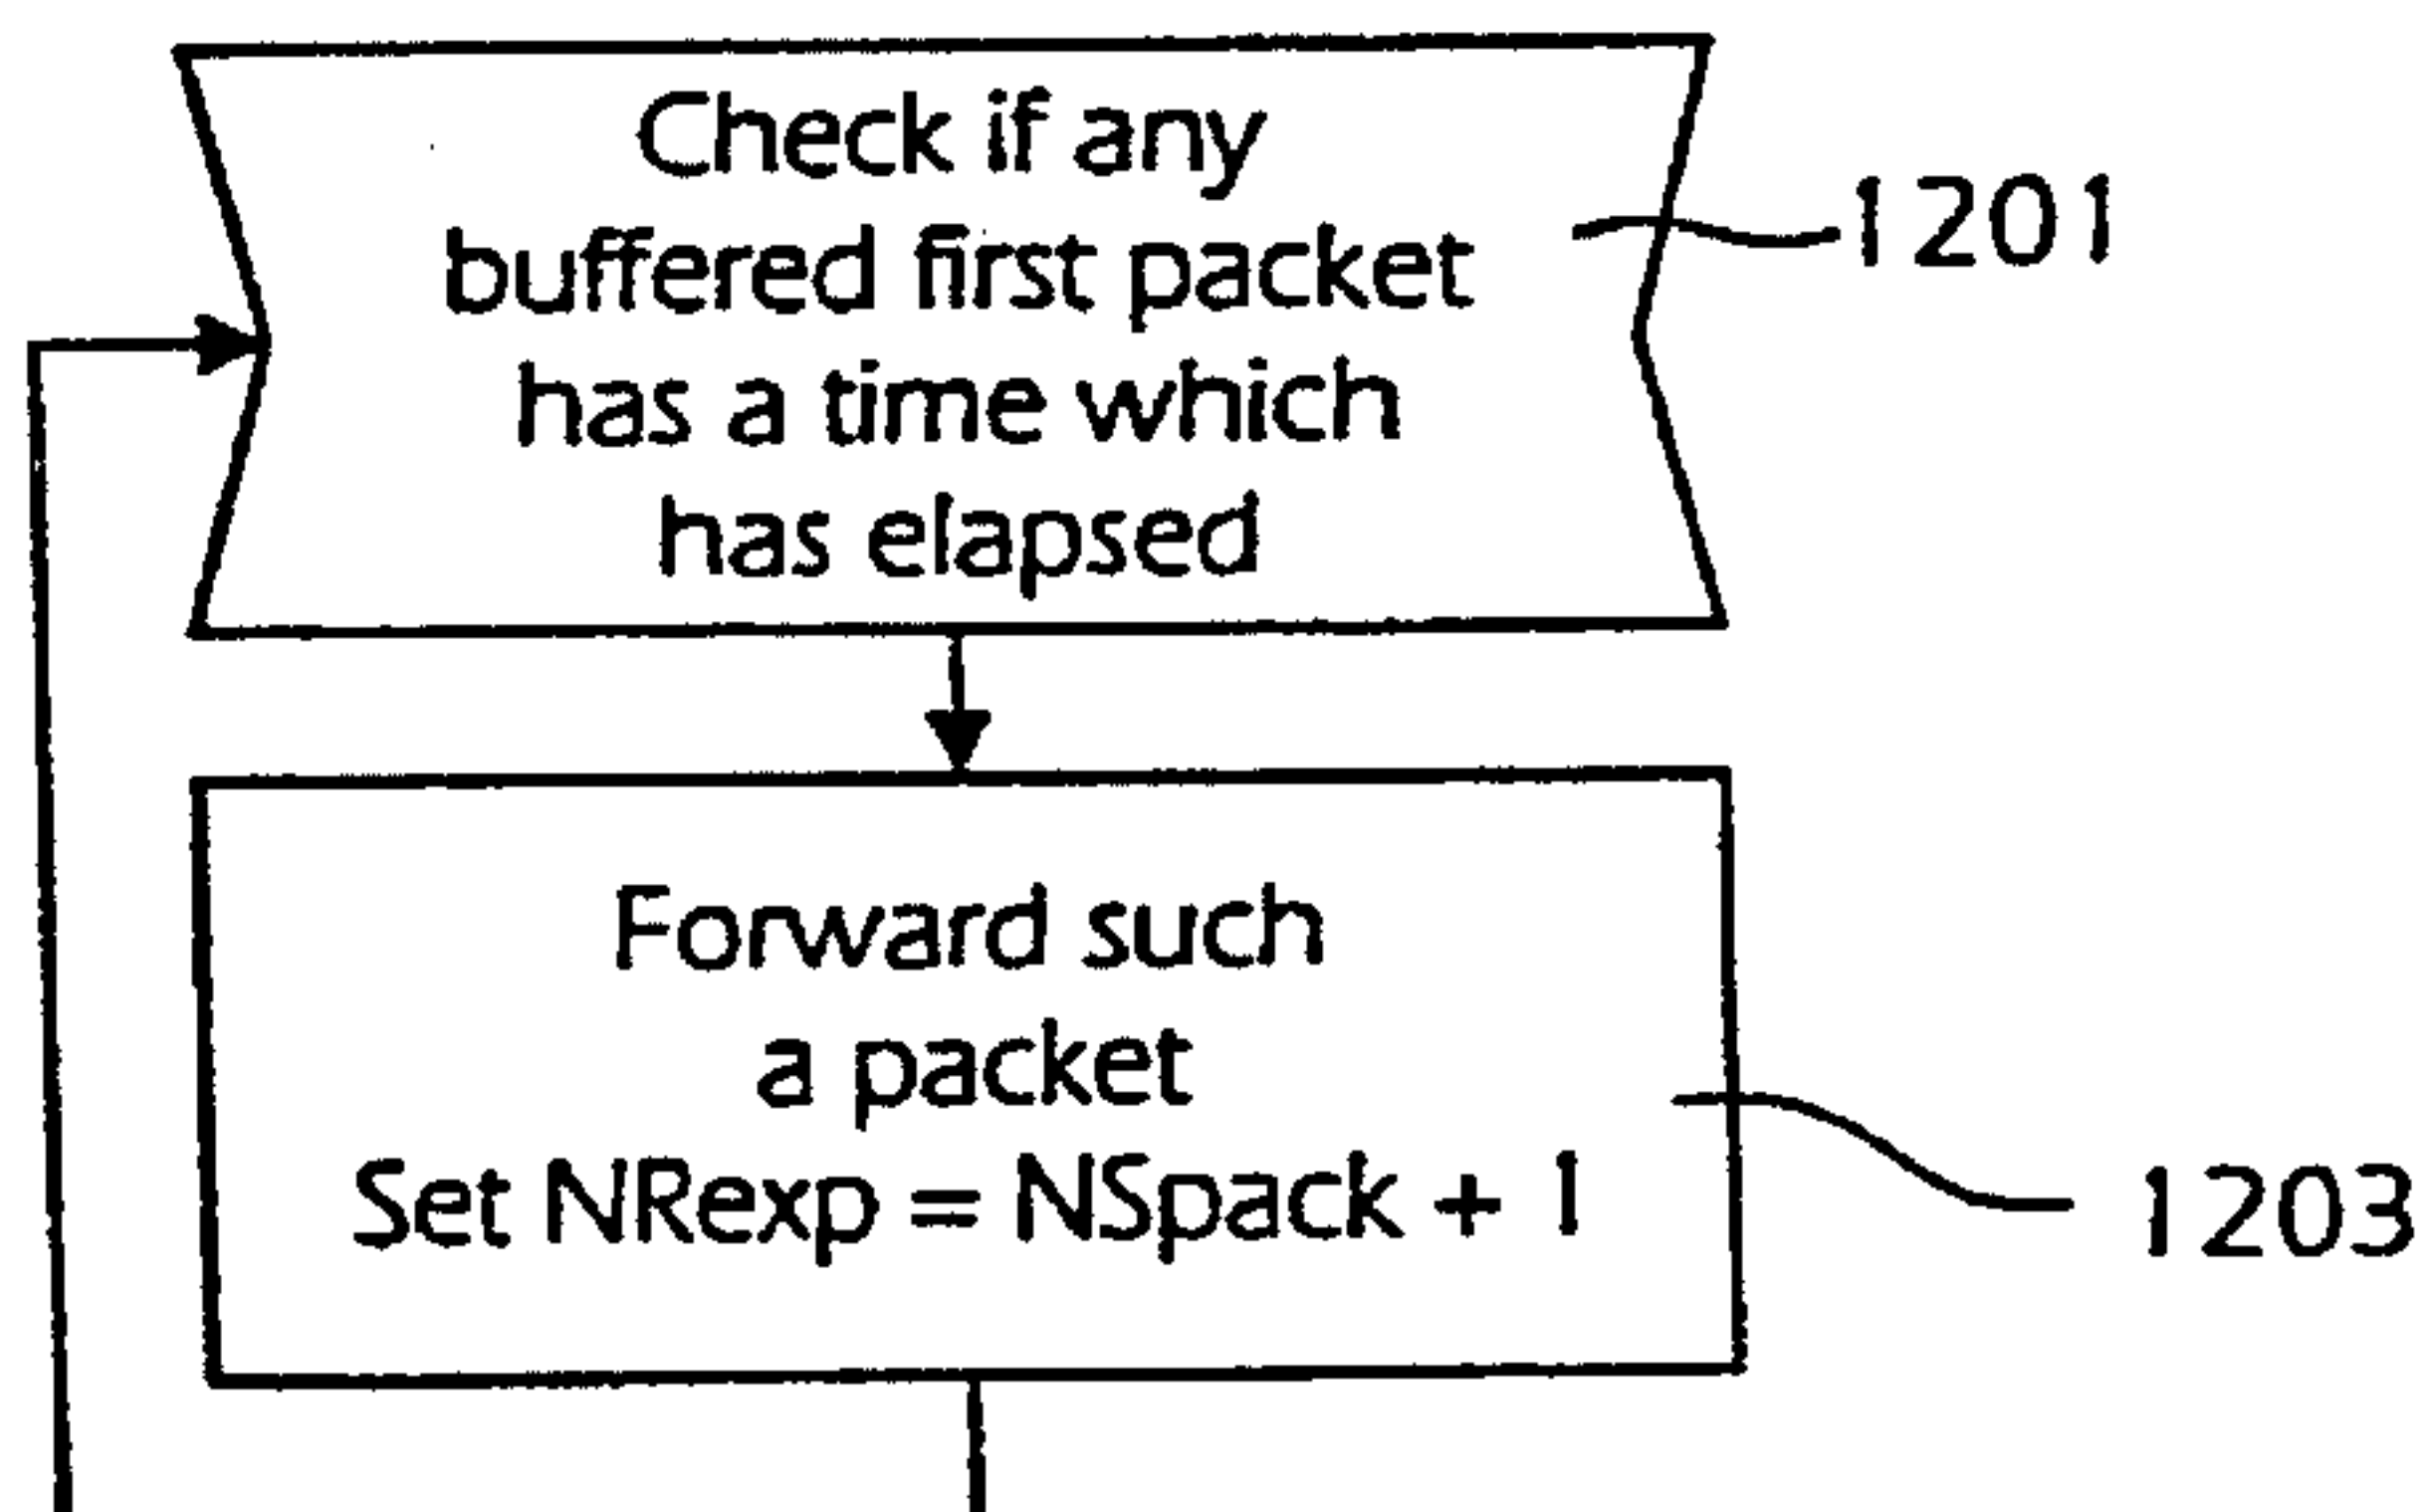 Check if any
buffered first packet
has a time which
has elapsed
1201
Forward such
a packet
Set NRexp = NSpack + 1
1203